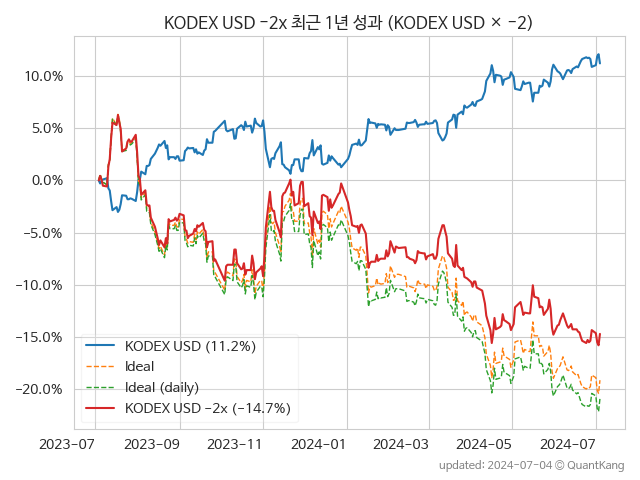 KODEX USD −2x 최근 1년 성과 (KODEX USD × −2)
10.0%
5.0%
0.0%
−5.0%
−10.0%
−15.0%
−20.0%
KODEX USD (11.2%)
Ideal
Ideal (daily)
KODEX USD −2x (−14.7%)
2023-07
2023-09
2023-11
2024-01
2024-03
2024-05
2024-07
updated: 2024-07-04 © QuantKang